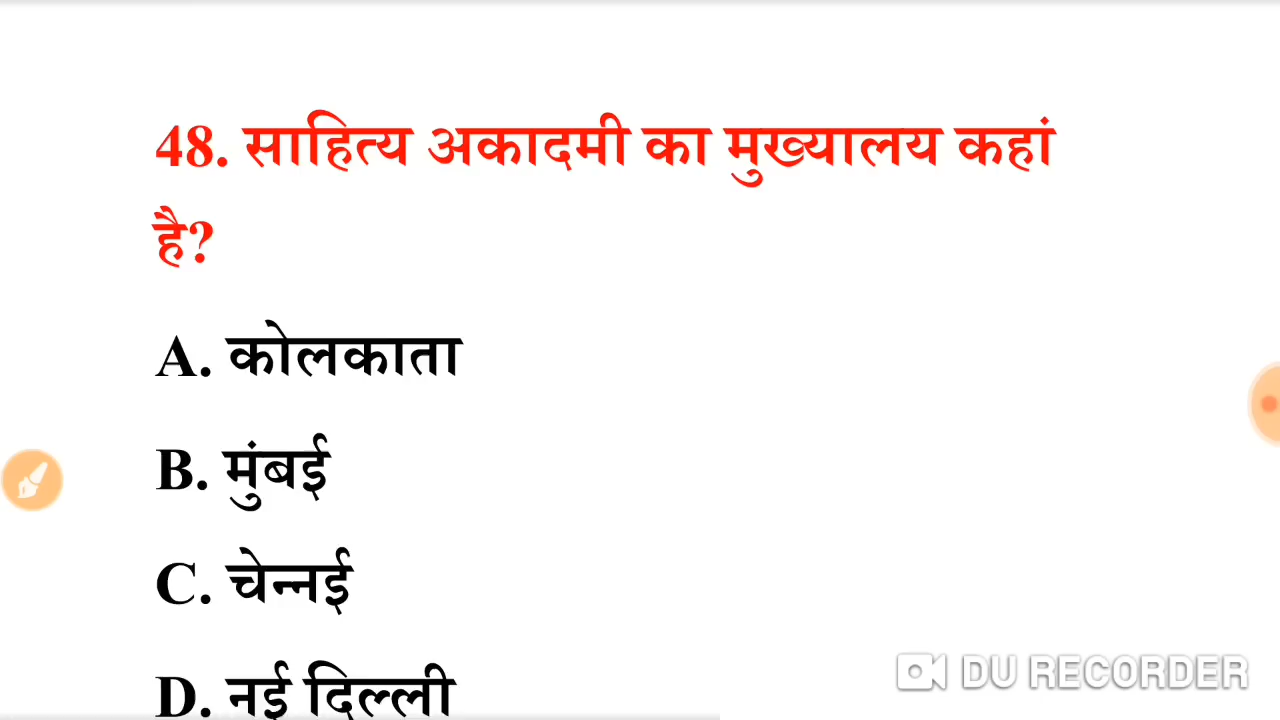 48. साहित्य अकादमी का मुख्यालय कहां
है?
A. कोलकाता
B. मुंबई
C. चेन्नई
D. नई दिल्ली
DU RECORDER